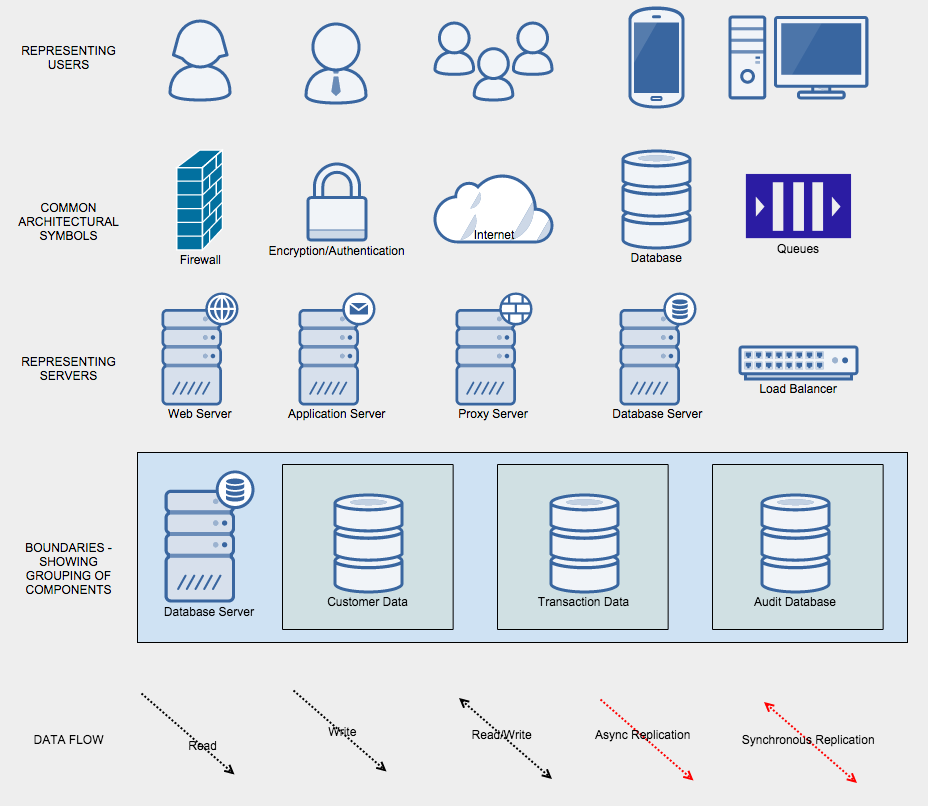 REPRESENTING
USERS
COMMON
ARCHITECTURAL
SYMBOLS
Firewall
Encryption/Authentication
Internet
Database
Queues
REPRESENTING
SERVERS
Web Server
Application Server
Proxy Server
Database Server
Load Balancer
BOUNDARIES -
SHOWING
GROUPING OF
COMPONENTS
Database Server
Customer Data
Transaction Data
Audit Database
DATA FLOW
Read
Write
Read/Write
Async Replication
Synchronous Replication